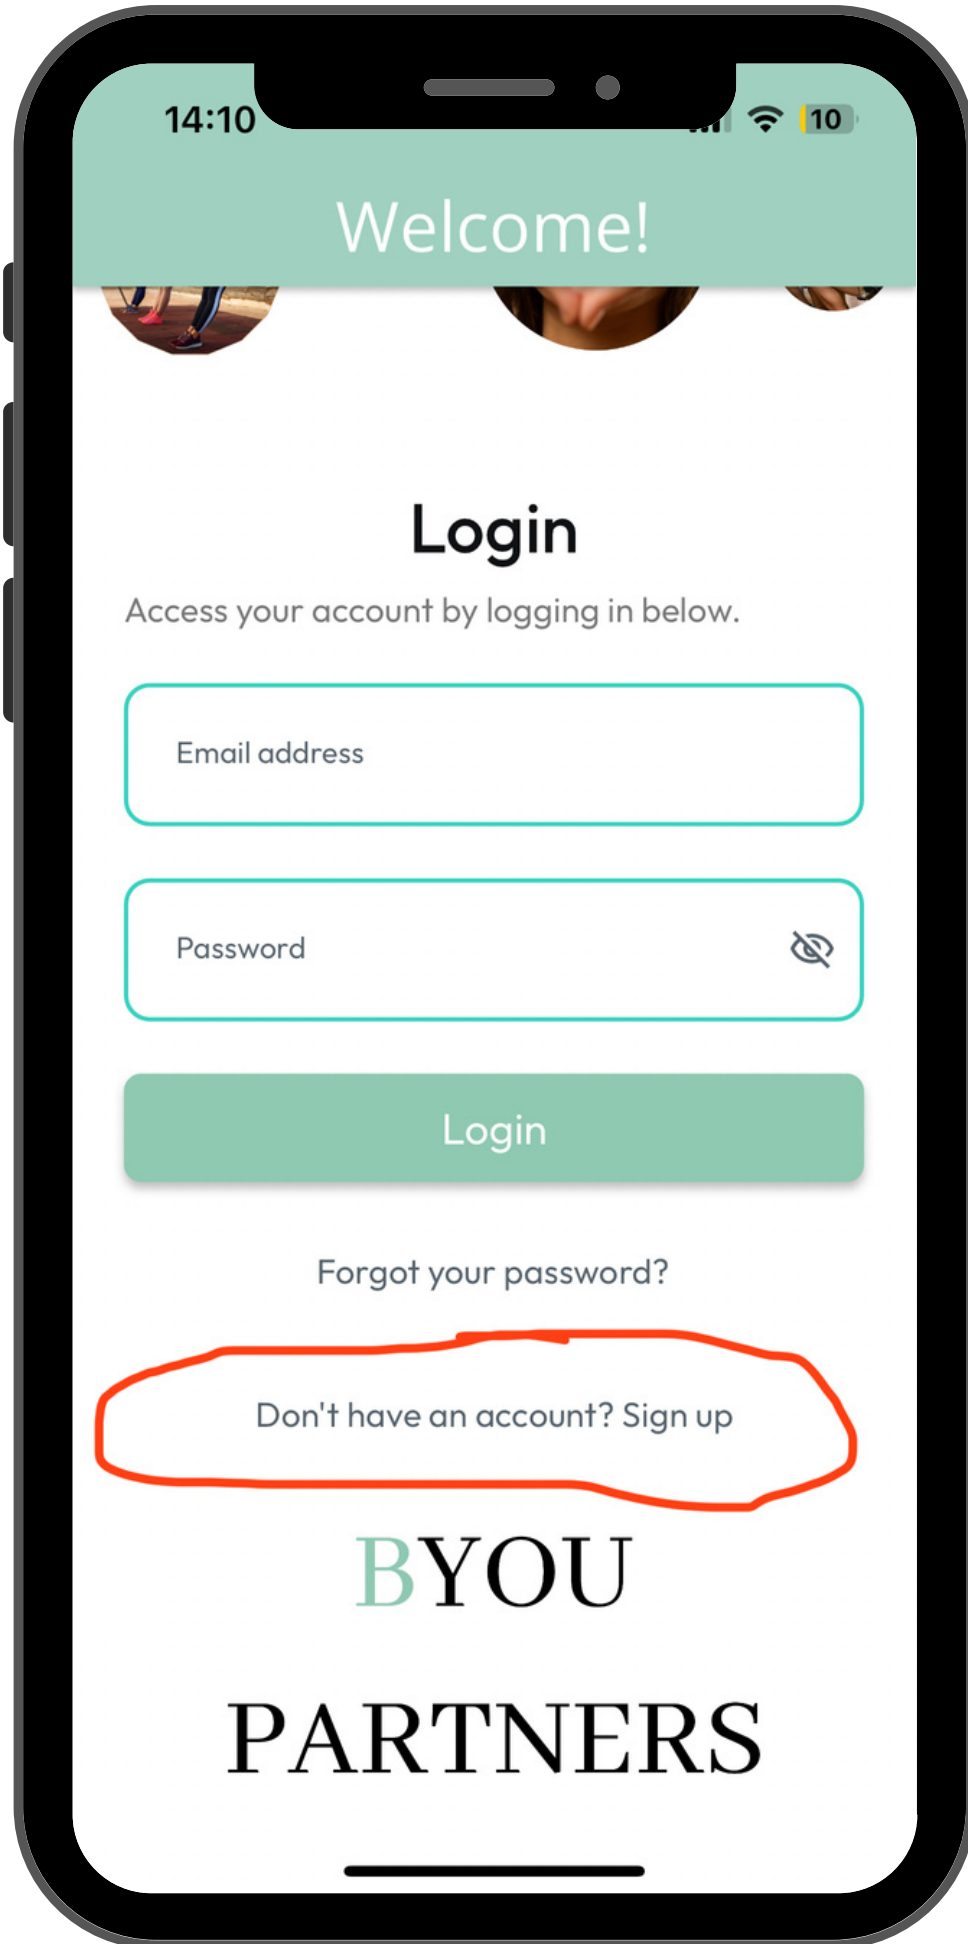 14:10
10
Welcome!
Login
Access your account by logging in below.
Email address
Password
Login
Forgot your password?
Don't have an account? Sign up
BYOU
PARTNERS